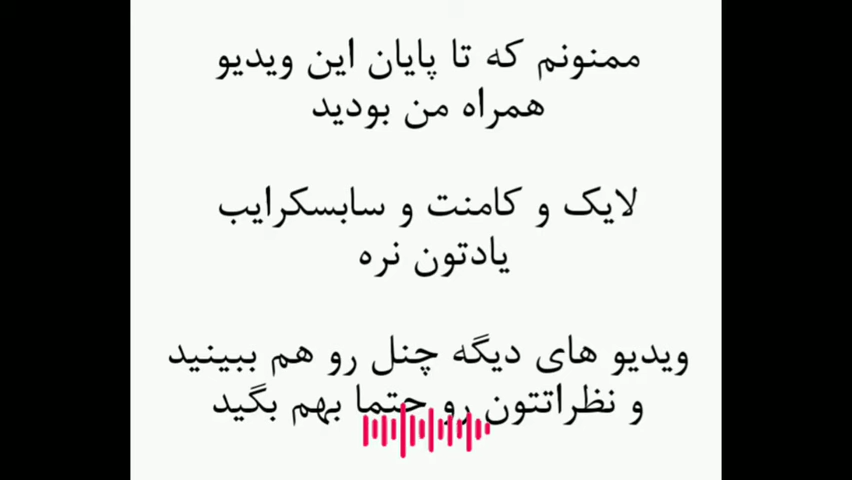 ممنونم که تا پایان این ویدیو
همراه من بودید
لایک و کامنت و سابسکرایب
یادتون نره
ویدیو های دیگه چنل رو هم ببینید
و نظراتتون رو حتما بهم بگید